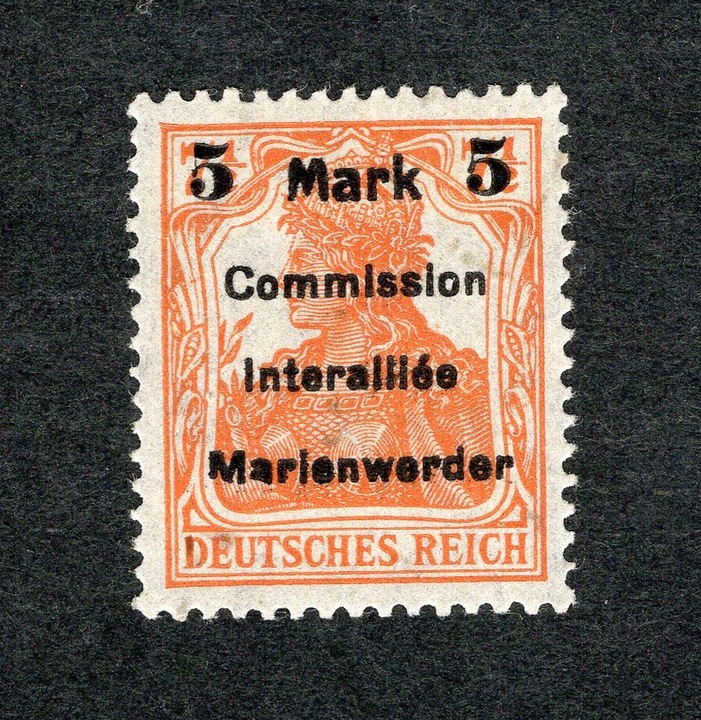 5 Mark 5
Commission
Interalliée
Marienwerder
DEUTSCHES REICH